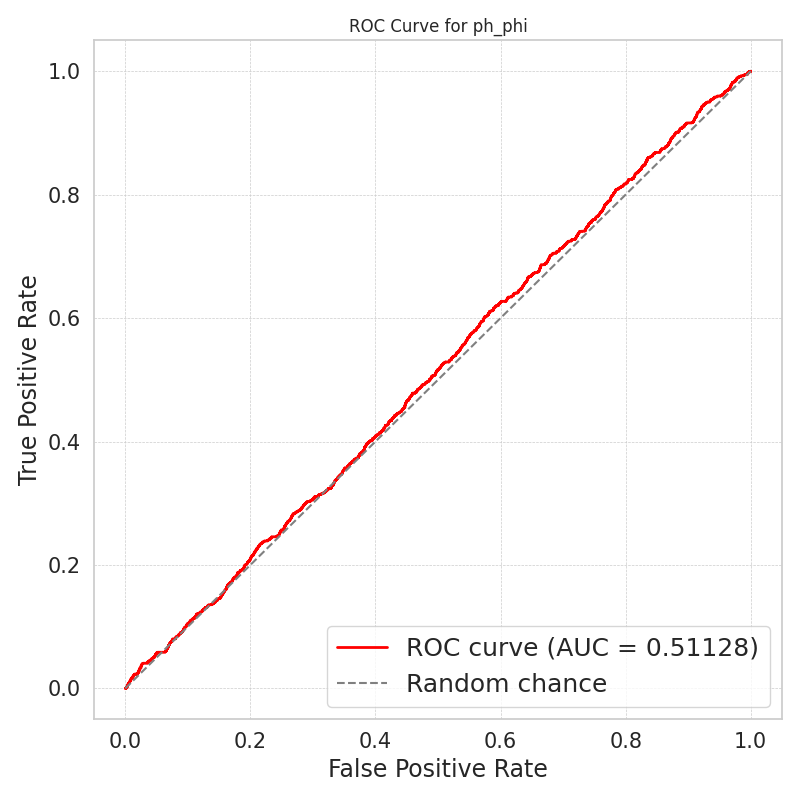 ROC Curve for ph_phi
True Positive Rate
1.0
0.8
0.6
0.4
0.2
0.0
ROC curve (AUC = 0.51128)
Random chance
0.0 0.2 0.4 0.6 0.8 1.0
False Positive Rate